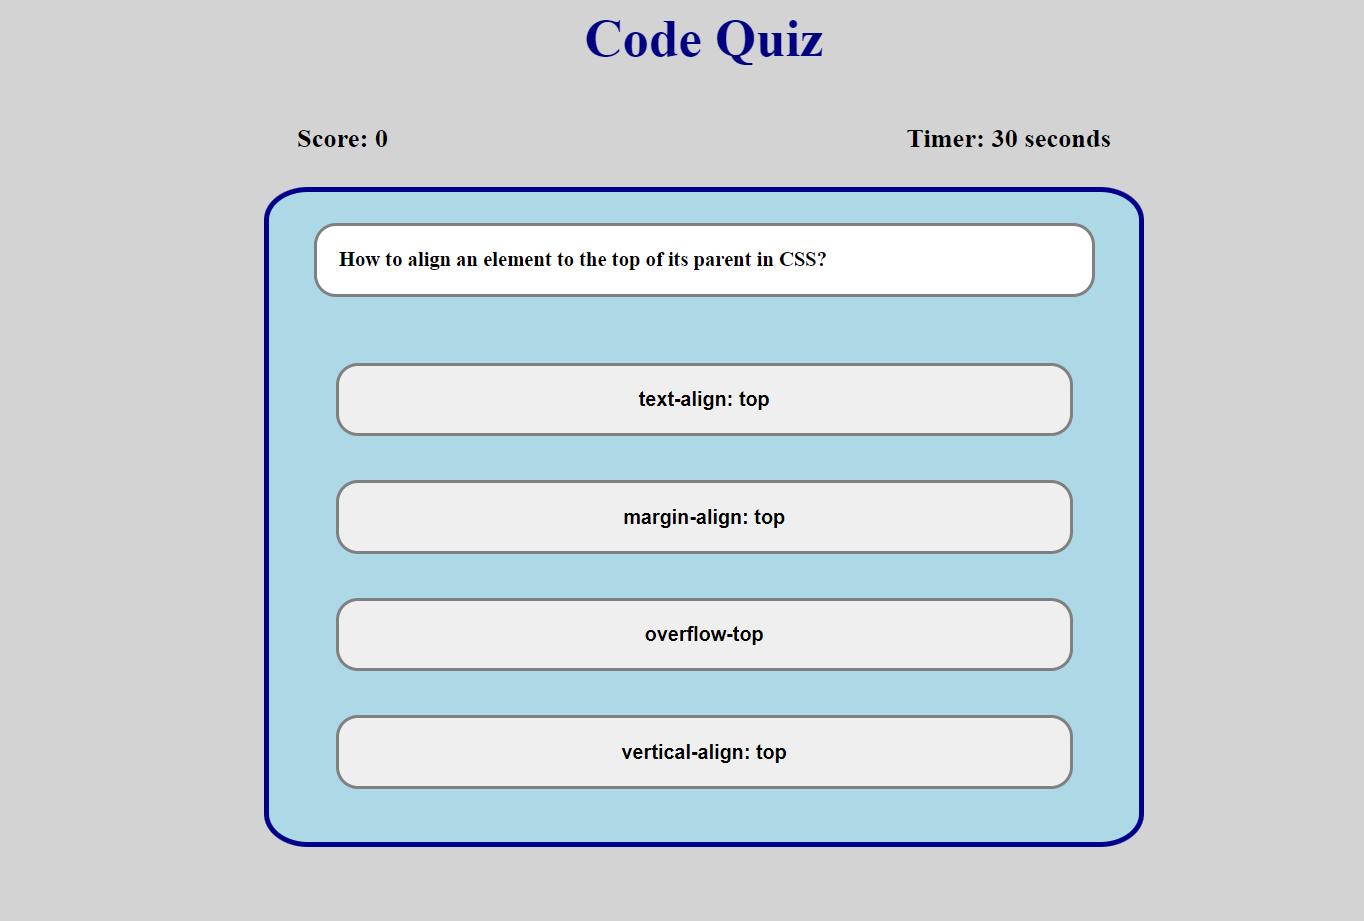 Code Quiz
Score: 0
Timer: 30 seconds
How to align an element to the top of its parent in CSS?
text-align: top
margin-align: top
overflow-top
vertical-align: top